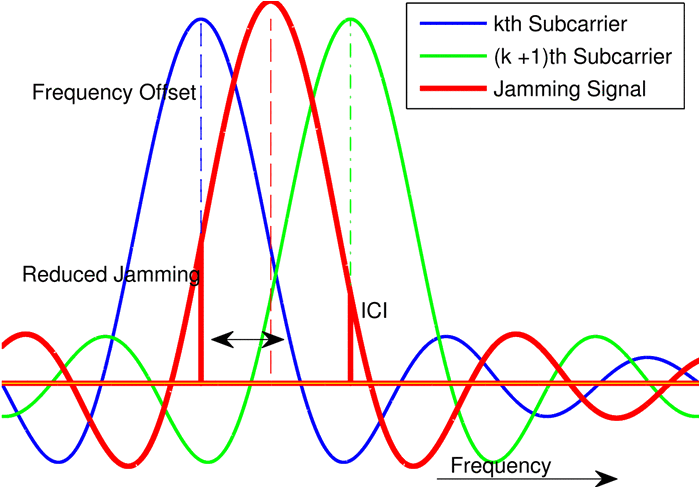 kth Subcarrier
(k +1)th Subcarrier
Jamming Signal
Frequency Offset
Reduced Jamming
ICI
Frequency